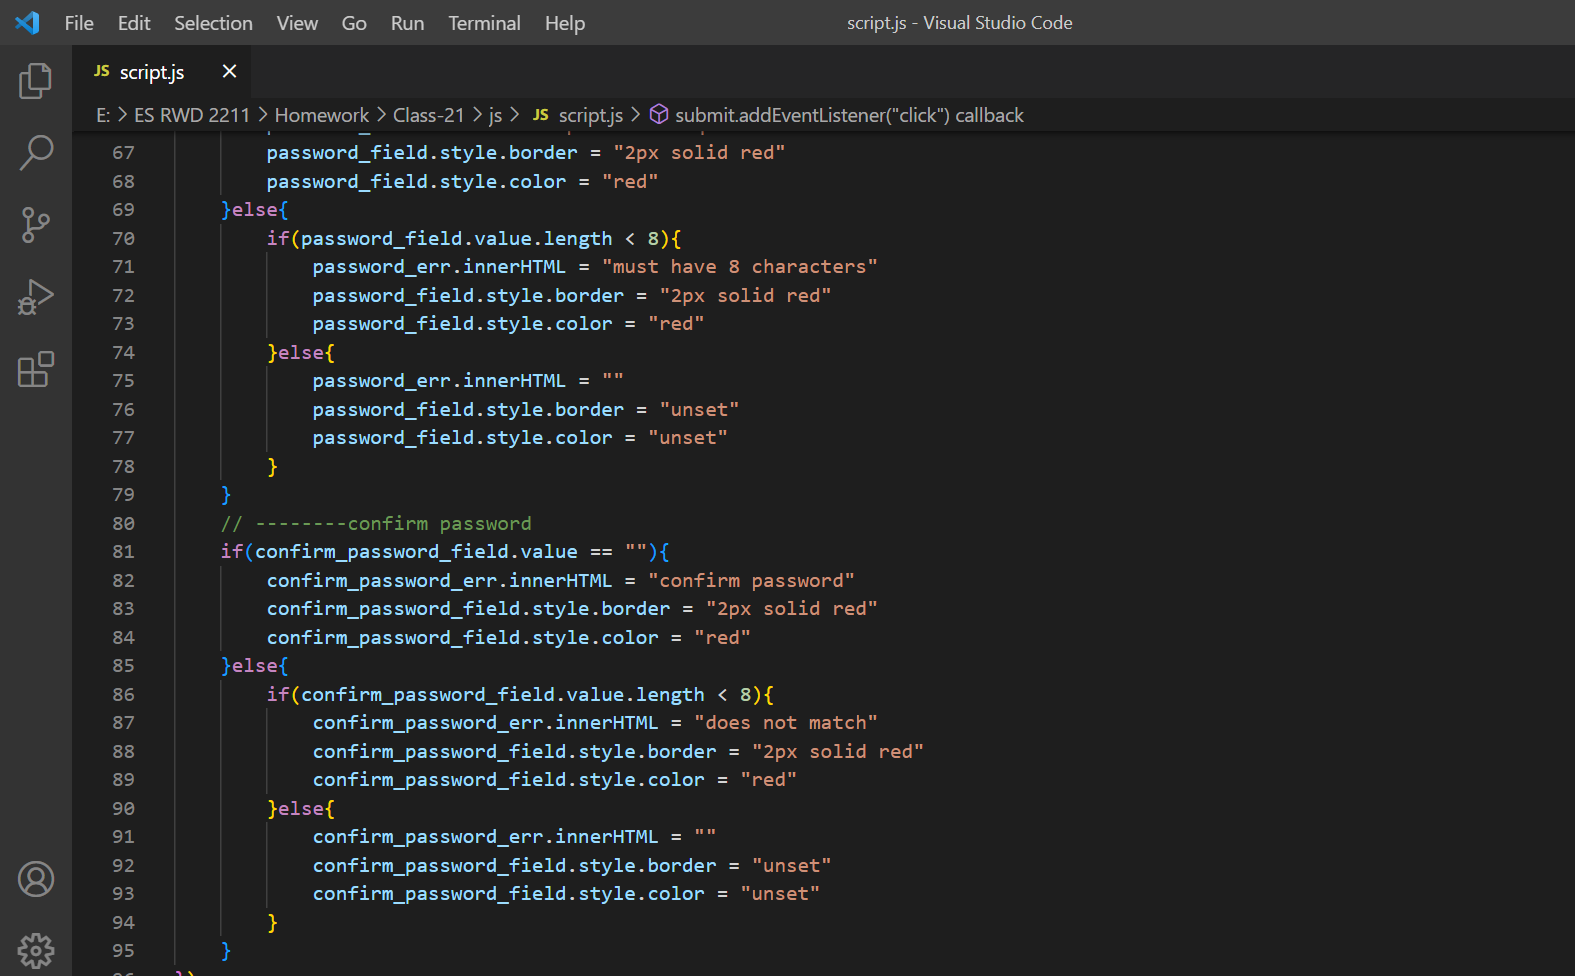 File Edit Selection View Go Run Terminal Help script.js - Visual Studio Code
JS script.js ×
E: > ES RWD 2211 > Homework > Class-21 > js > JS script.js > submit.addEventListener("click") callback
67 password_field.style.border = "2px solid red"
68 password_field.style.color = "red"
69 }else{
70 if(password_field.value.length < 8){
71 password_err.innerHTML = "must have 8 characters"
72 password_field.style.border = "2px solid red"
73 password_field.style.color = "red"
74 }else{
75 password_err.innerHTML = ""
76 password_field.style.border = "unset"
77 password_field.style.color = "unset"
78 }
79 }
80 // --------confirm password
81 if(confirm_password_field.value == ""){
82 confirm_password_err.innerHTML = "confirm password"
83 confirm_password_field.style.border = "2px solid red"
84 confirm_password_field.style.color = "red"
85 }else{
86 if(confirm_password_field.value.length < 8){
87 confirm_password_err.innerHTML = "does not match"
88 confirm_password_field.style.border = "2px solid red"
89 confirm_password_field.style.color = "red"
90 }else{
91 confirm_password_err.innerHTML = ""
92 confirm_password_field.style.border = "unset"
93 confirm_password_field.style.color = "unset"
94 }
95 }